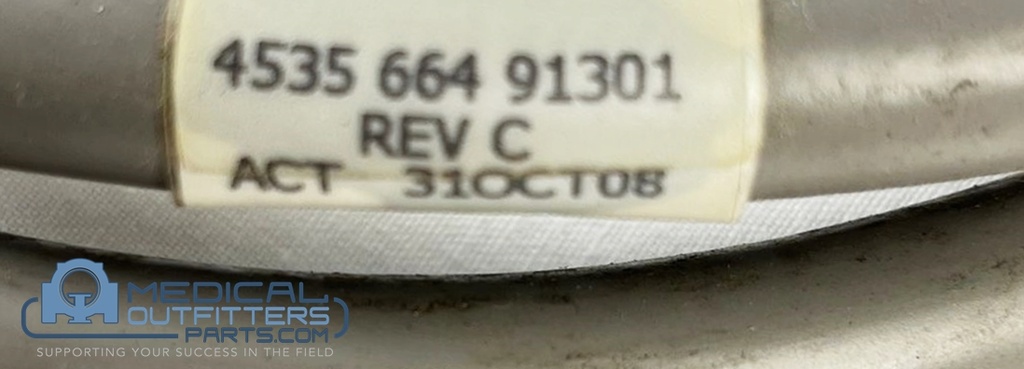 4535 664 91301
REV C
ACT 31OCT08
MEDICAL
OUTFITTERS
PARTS.COM
SUPPORTING YOUR SUCCESS IN THE FIELD